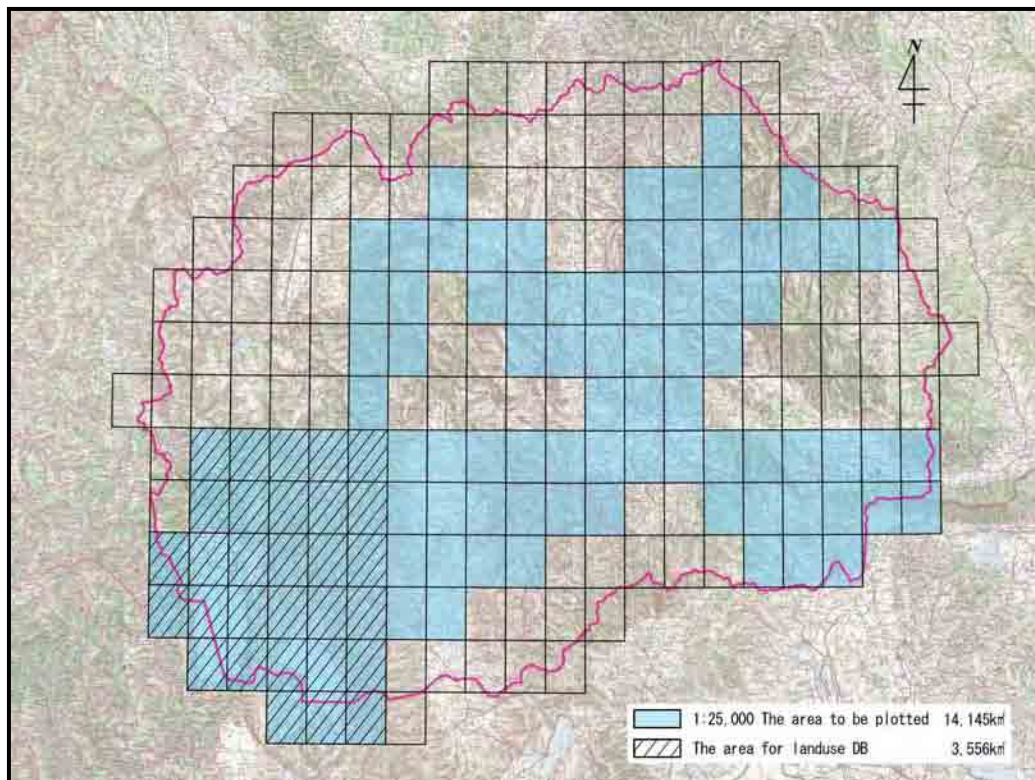 N
1:25,000 The area to be plotted 14,145km²
The area for landuse DB 3,556km²